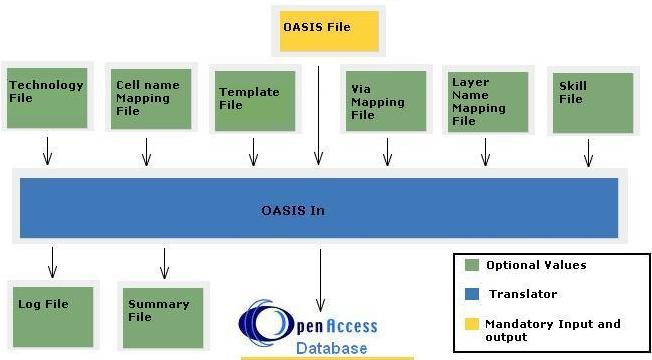 OASIS File
Technology
File
Cell name
Mapping
File
Template
File
Via
Mapping
File
Layer
Name
Mapping
File
Skill
File
OASIS In
Log File
Summary
File
OpenAccess
Database
Optional Values
Translator
Mandatory Input and
output